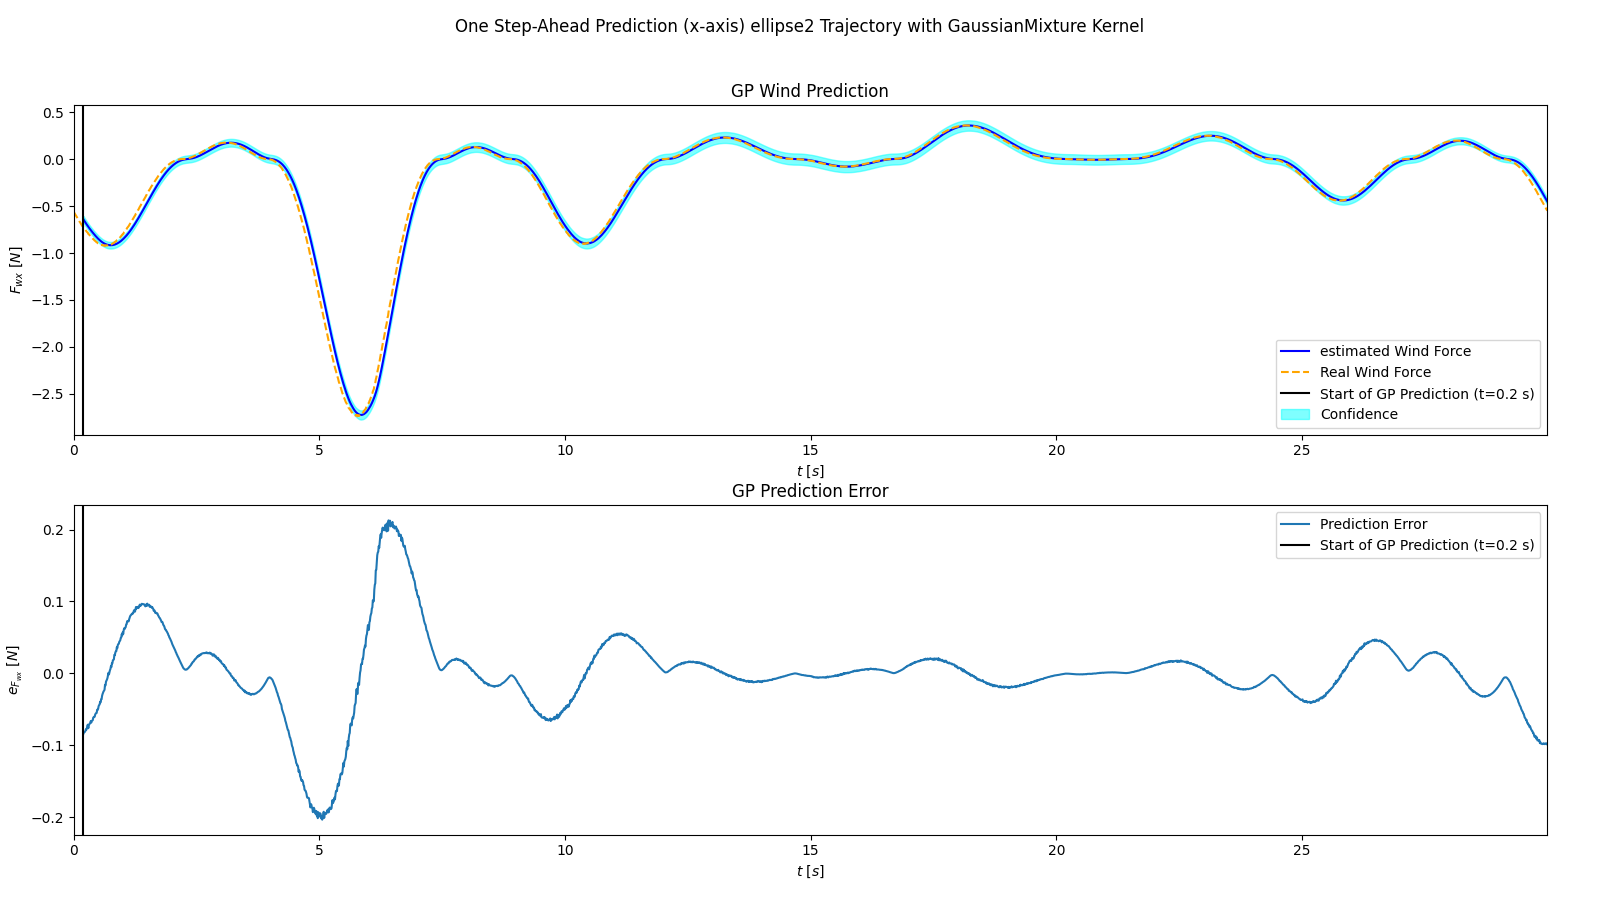 One Step-Ahead Prediction (x-axis) ellipse2 Trajectory with GaussianMixture Kernel
GP Wind Prediction
0.5
0.0
−0.5
−1.0
−1.5
−2.0
−2.5
F_wx [N]
estimated Wind Force
Real Wind Force
Start of GP Prediction (t=0.2 s)
Confidence
0 5 10 15 20 25
t [s]
GP Prediction Error
0.2
0.1
0.0
−0.1
−0.2
e_F_wx [N]
Prediction Error
Start of GP Prediction (t=0.2 s)
0 5 10 15 20 25
t [s]